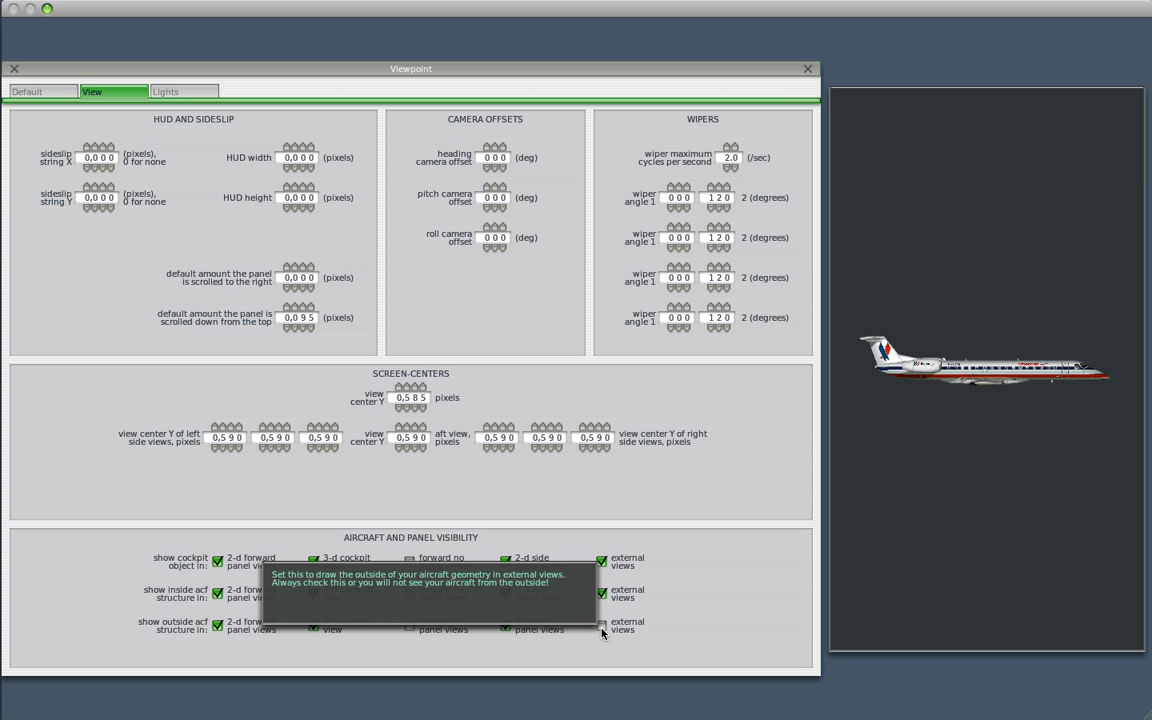 Viewpoint
Default
View
Lights
HUD AND SIDESLIP
sideslip
string X
0,0 0 0
(pixels),
0 for none
HUD width
0,0 0 0
(pixels)
sideslip
string Y
0,0 0 0
(pixels),
0 for none
HUD height
0,0 0 0
(pixels)
default amount the panel
is scrolled to the right
0,0 0 0
(pixels)
default amount the panel is
scrolled down from the top
0,0 9 5
(pixels)
CAMERA OFFSETS
heading
camera offset
0 0 0
(deg)
pitch camera
offset
0 0 0
(deg)
roll camera
offset
0 0 0
(deg)
WIPERS
wiper maximum
cycles per second
2.0
(/sec)
wiper
angle 1
0 0 0
1 2 0
2 (degrees)
wiper
angle 1
0 0 0
1 2 0
2 (degrees)
wiper
angle 1
0 0 0
1 2 0
2 (degrees)
wiper
angle 1
0 0 0
1 2 0
2 (degrees)
SCREEN-CENTERS
view
center Y
0,5 8 5
pixels
view center Y of left
side views, pixels
0,5 9 0
0,5 9 0
0,5 9 0
view
center Y
0,5 9 0
aft view,
pixels
0,5 9 0
0,5 9 0
0,5 9 0
view center Y of right
side views, pixels
AIRCRAFT AND PANEL VISIBILITY
show cockpit
object in:
2-d forward
panel
3-d cockpit
forward no
2-d side
external
views
Set this to draw the outside of your aircraft geometry in external views.
Always check this or you will not see your aircraft from the outside!
show inside acf
structure in:
panel
external
views
show outside acf
structure in:
panel
view
panel views
panel views
external
views